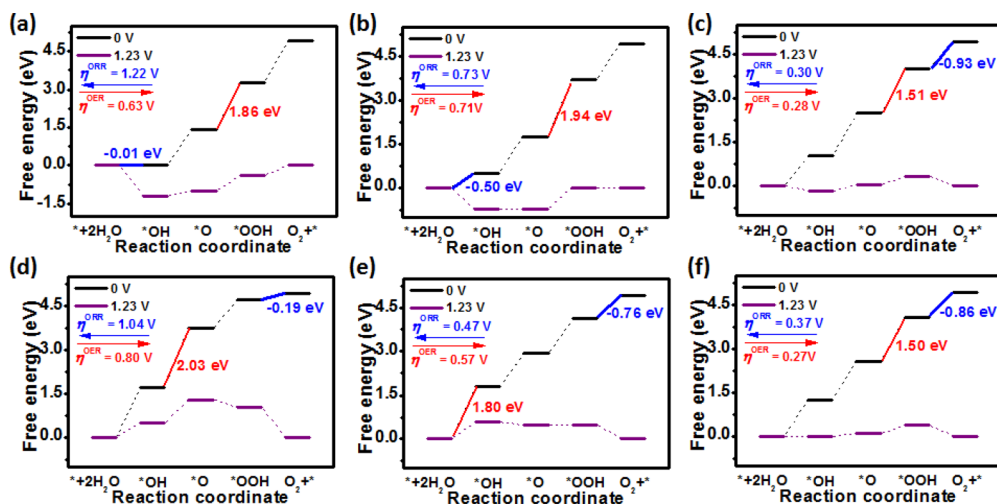 (a)
Free energy (eV)
4.5
3.0
1.5
0.0
-1.5
0 V
1.23 V
η^ORR = 1.22 V
η^OER = 0.63 V
1.86 eV
-0.01 eV
*+2H₂O *OH *O *OOH O₂+*
Reaction coordinate
(b)
Free energy (eV)
4.5
3.0
1.5
0.0
0 V
1.23 V
η^ORR = 0.73 V
η^OER = 0.71V
1.94 eV
-0.50 eV
*+2H₂O *OH *O *OOH O₂+*
Reaction coordinate
(c)
Free energy (eV)
4.5
3.0
1.5
0.0
0 V
1.23 V
η^ORR = 0.30 V
η^OER = 0.28 V
-0.93 eV
1.51 eV
*+2H₂O *OH *O *OOH O₂+*
Reaction coordinate
(d)
Free energy (eV)
4.5
3.0
1.5
0.0
0 V
1.23 V
η^ORR = 1.04 V
η^OER = 0.80 V
-0.19 eV
2.03 eV
*+2H₂O *OH *O *OOH O₂+*
Reaction coordinate
(e)
Free energy (eV)
4.5
3.0
1.5
0.0
0 V
1.23 V
η^ORR = 0.47 V
η^OER = 0.57 V
-0.76 eV
1.80 eV
*+2H₂O *OH *O *OOH O₂+*
Reaction coordinate
(f)
Free energy (eV)
4.5
3.0
1.5
0.0
0 V
1.23 V
η^ORR = 0.37 V
η^OER = 0.27V
-0.86 eV
1.50 eV
*+2H₂O *OH *O *OOH O₂+*
Reaction coordinate